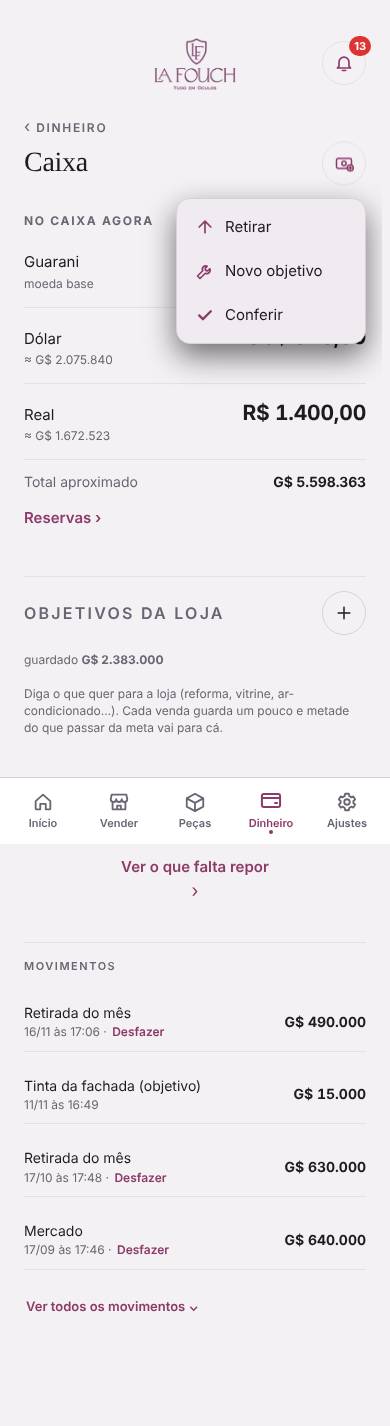 LA FOUCH
Tudo em Óculos
13
‹ DINHEIRO
Caixa
NO CAIXA AGORA
Retirar
Novo objetivo
Conferir
Guarani
moeda base
Dólar
≈ G$ 2.075.840
Real
R$ 1.400,00
≈ G$ 1.672.523
Total aproximado
G$ 5.598.363
Reservas ›
OBJETIVOS DA LOJA
guardado G$ 2.383.000
Diga o que quer para a loja (reforma, vitrine, ar-
condicionado...). Cada venda guarda um pouco e metade
do que passar da meta vai para cá.
Início
Vender
Peças
Dinheiro
Ajustes
Ver o que falta repor
›
MOVIMENTOS
Retirada do mês
G$ 490.000
16/11 às 17:06 · Desfazer
Tinta da fachada (objetivo)
G$ 15.000
11/11 às 16:49
Retirada do mês
G$ 630.000
17/10 às 17:48 · Desfazer
Mercado
G$ 640.000
17/09 às 17:46 · Desfazer
Ver todos os movimentos